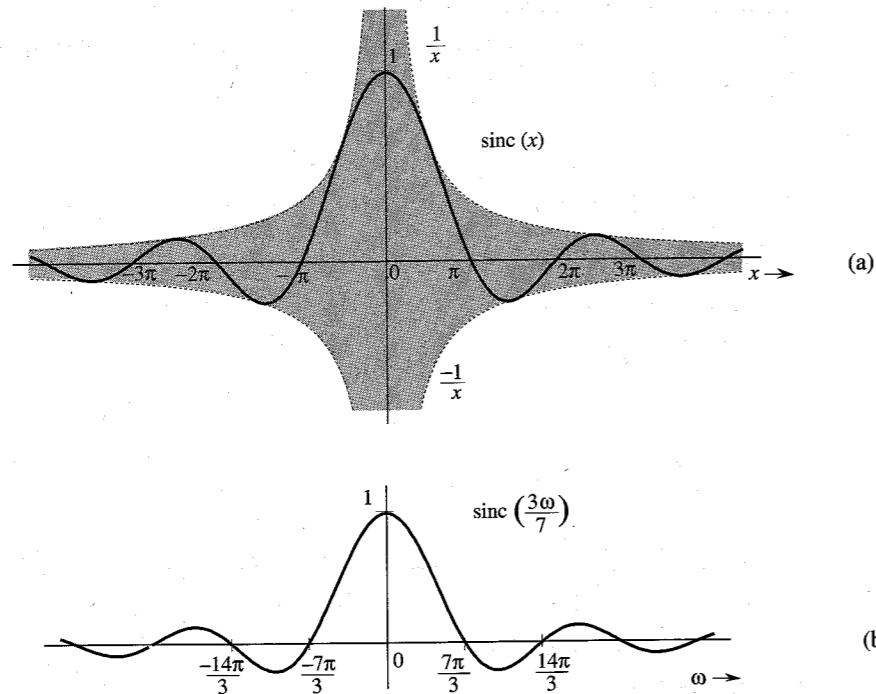 1
1/x
sinc (x)
–3π –2π –π 0 π 2π 3π
x →
(a)
–1/x
1
sinc (3ω/7)
–14π/3 –7π/3 0 7π/3 14π/3
ω →
(b